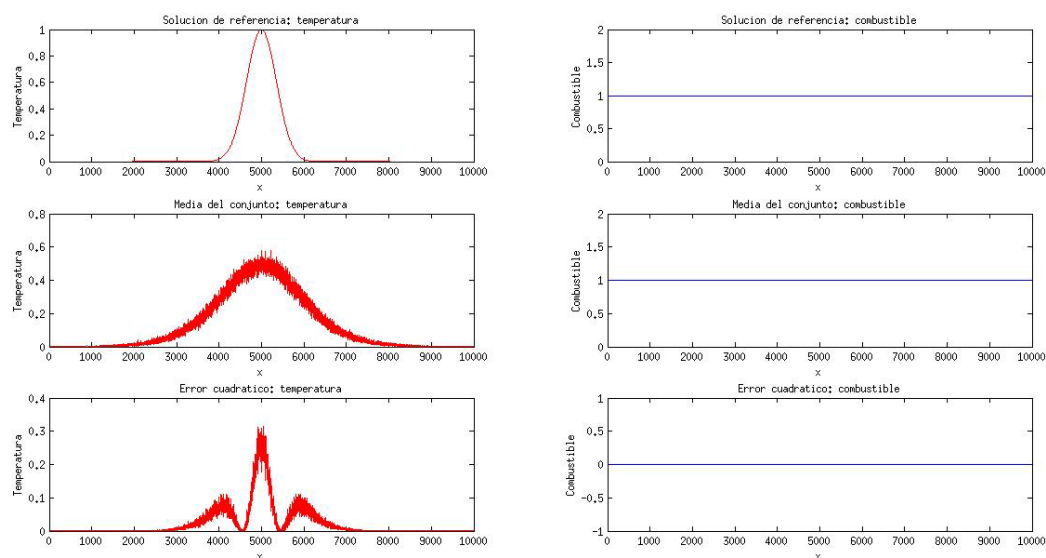 Solucion de referencia: temperatura
Temperatura
1
0.8
0.6
0.4
0.2
0
0 1000 2000 3000 4000 5000 6000 7000 8000 9000 10000
x
Solucion de referencia: combustible
Combustible
2
1.5
1
0.5
0
0 1000 2000 3000 4000 5000 6000 7000 8000 9000 10000
x
Media del conjunto: temperatura
Temperatura
0.8
0.6
0.4
0.2
0
0 1000 2000 3000 4000 5000 6000 7000 8000 9000 10000
x
Media del conjunto: combustible
Combustible
2
1.5
1
0.5
0
0 1000 2000 3000 4000 5000 6000 7000 8000 9000 10000
x
Error cuadratico: temperatura
Temperatura
0.4
0.3
0.2
0.1
0
0 1000 2000 3000 4000 5000 6000 7000 8000 9000 10000
x
Error cuadratico: combustible
Combustible
1
0.5
0
-0.5
-1
0 1000 2000 3000 4000 5000 6000 7000 8000 9000 10000
x